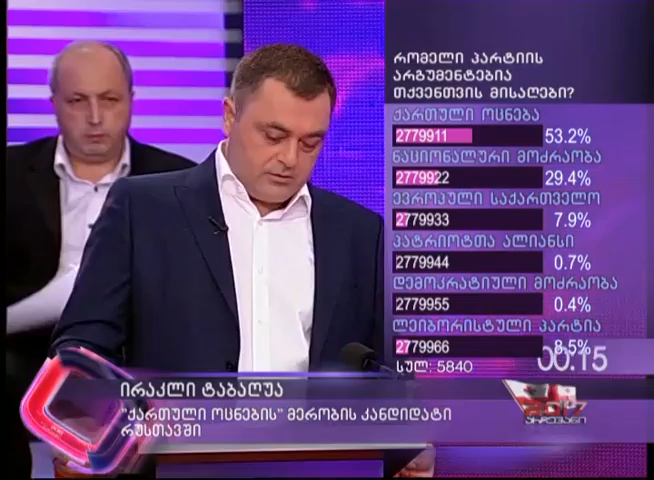 რომელი პარტიის
არგუმენტებია
თქვენთვის მისაღები?
ქართული ოცნება
2779911 53.2%
ნაციონალური მოძრაობა
2779922 29.4%
ევროპული საქართველო
2779933 7.9%
პატრიოტთა ალიანსი
2779944 0.7%
დემოკრატიული მოძრაობა
2779955 0.4%
ლეიბორისტული პარტია
2779966 8.5%
სულ: 5840 00:15
ირაკლი ტაბაღუა
"ქართული ოცნების" მერობის კანდიდატი
რუსთავში
2017
არჩევანი